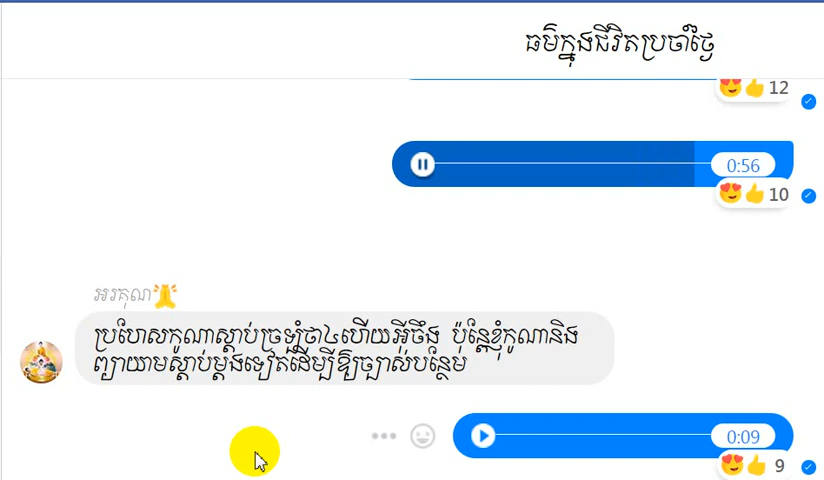 ធម៌ក្នុងជីវិតប្រចាំថ្ងៃ
12
0:56
10
អរគុណ🙏
ប្រហែសកូណាស្តាប់ច្រឡំថា៤ហើយអីចឹង ប៉ុន្តែខ្ញុំកូណានិង
ព្យាយាមស្តាប់ម្តងទៀតដើម្បីឱ្យច្បាស់បន្ថែម
0:09
9